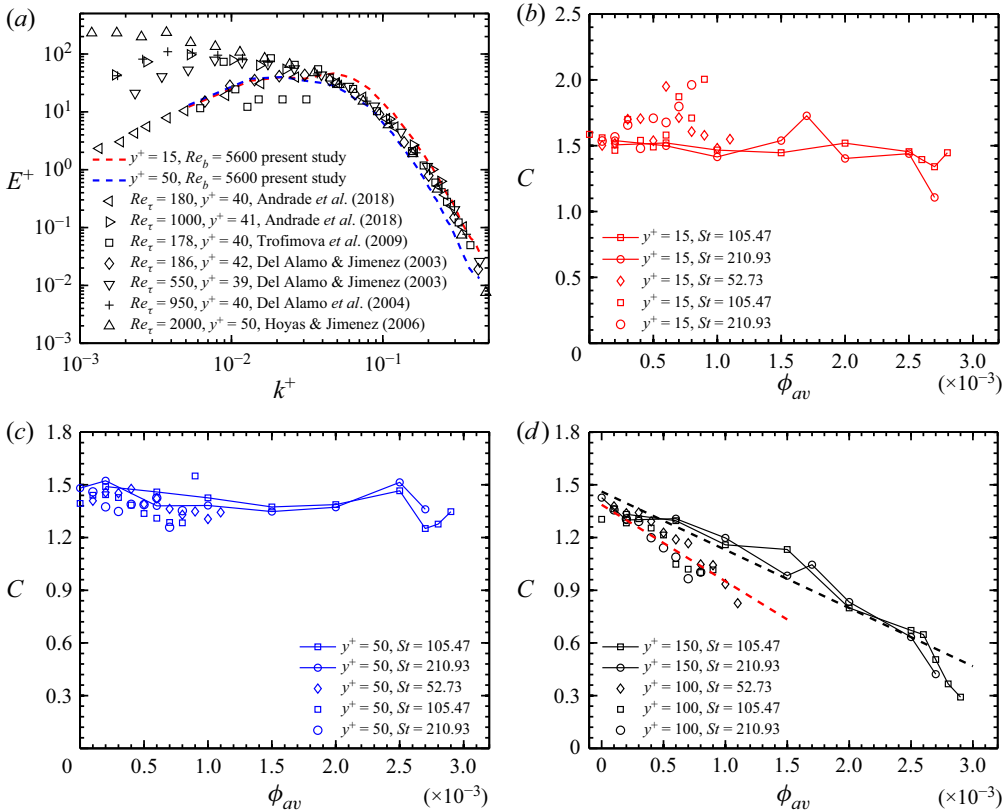 (a)
E⁺
10³
10²
10¹
10⁰
10⁻¹
10⁻²
10⁻³
y⁺ = 15, Re_b = 5600 present study
y⁺ = 50, Re_b = 5600 present study
Re_τ = 180, y⁺ = 40, Andrade et al. (2018)
Re_τ = 1000, y⁺ = 41, Andrade et al. (2018)
Re_τ = 178, y⁺ = 40, Trofimova et al. (2009)
Re_τ = 186, y⁺ = 42, Del Alamo & Jimenez (2003)
Re_τ = 550, y⁺ = 39, Del Alamo & Jimenez (2003)
Re_τ = 950, y⁺ = 40, Del Alamo et al. (2004)
Re_τ = 2000, y⁺ = 50, Hoyas & Jimenez (2006)
10⁻³ 10⁻² 10⁻¹
k⁺
(b)
C
2.5
2.0
1.5
1.0
0.5
0
y⁺ = 15, St = 105.47
y⁺ = 15, St = 210.93
y⁺ = 15, St = 52.73
y⁺ = 15, St = 105.47
y⁺ = 15, St = 210.93
0.5 1.0 1.5 2.0 2.5 3.0
ϕ_av
(×10⁻³)
(c)
C
1.8
1.5
1.2
0.9
0.6
0.3
y⁺ = 50, St = 105.47
y⁺ = 50, St = 210.93
y⁺ = 50, St = 52.73
y⁺ = 50, St = 105.47
y⁺ = 50, St = 210.93
0 0.5 1.0 1.5 2.0 2.5 3.0
ϕ_av
(×10⁻³)
(d)
C
1.8
1.5
1.2
0.9
0.6
0.3
0
y⁺ = 150, St = 105.47
y⁺ = 150, St = 210.93
y⁺ = 100, St = 52.73
y⁺ = 100, St = 105.47
y⁺ = 100, St = 210.93
0 0.5 1.0 1.5 2.0 2.5 3.0
ϕ_av
(×10⁻³)